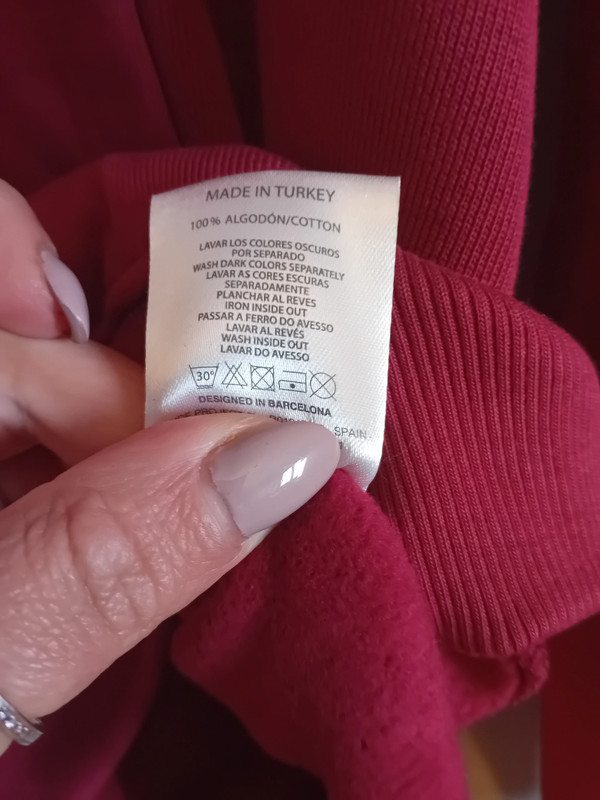 MADE IN TURKEY
100% ALGODÓN/COTTON
LAVAR LOS COLORES OSCUROS
POR SEPARADO
WASH DARK COLORS SEPARATELY
LAVAR AS CORES ESCURAS
SEPARADAMENTE
PLANCHAR AL REVES
IRON INSIDE OUT
PASSAR A FERRO DO AVESSO
LAVAR AL REVÉS
WASH INSIDE OUT
LAVAR DO AVESSO
30°
DESIGNED IN BARCELONA
SPAIN